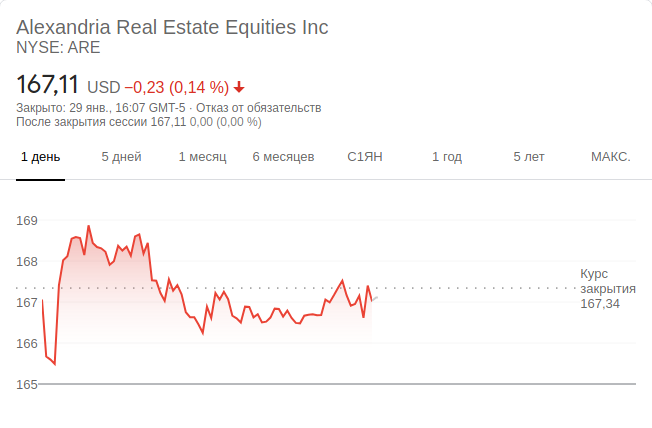 Alexandria Real Estate Equities Inc
NYSE: ARE
167,11 USD −0,23 (0,14 %)
Закрыто: 29 янв., 16:07 GMT-5 · Отказ от обязательств
После закрытия сессии 167,11 0,00 (0,00 %)
1 день 5 дней 1 месяц 6 месяцев С1ЯН 1 год 5 лет МАКС.
169
168
Курс
закрытия
167,34
167
166
165